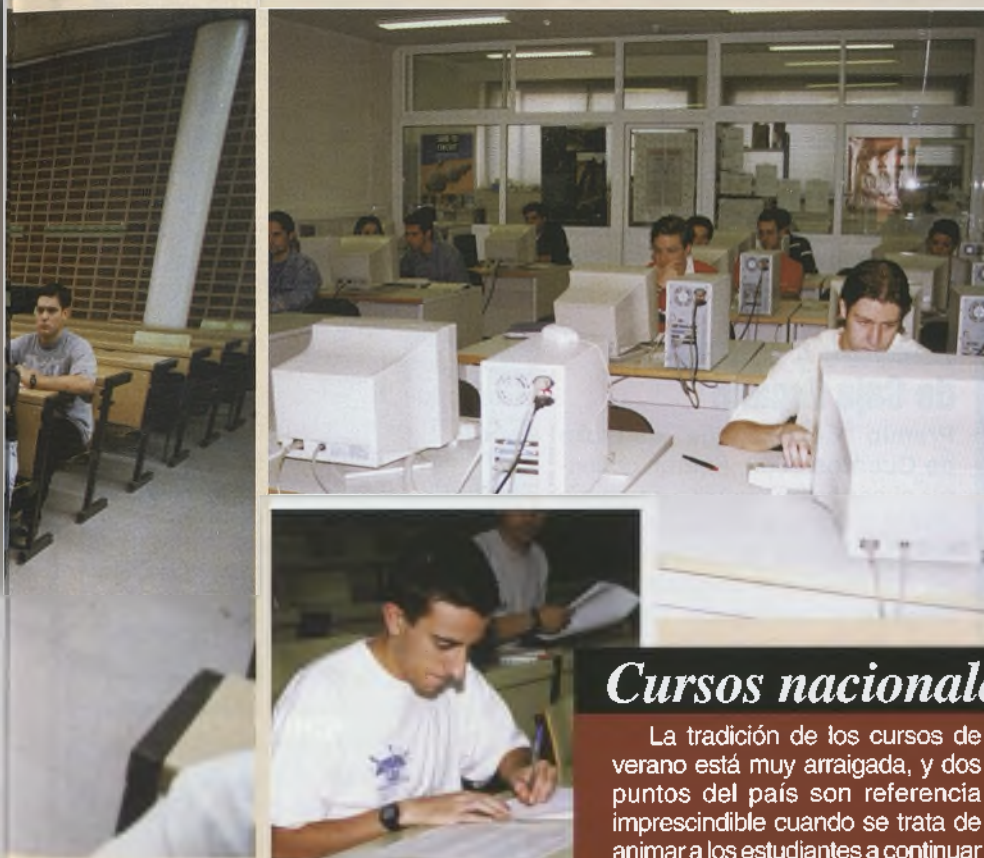 Cursos nacional
La tradición de los cursos de
verano está muy arraigada, y dos
puntos del país son referencia
imprescindible cuando se trata de
animar a los estudiantes a continuar